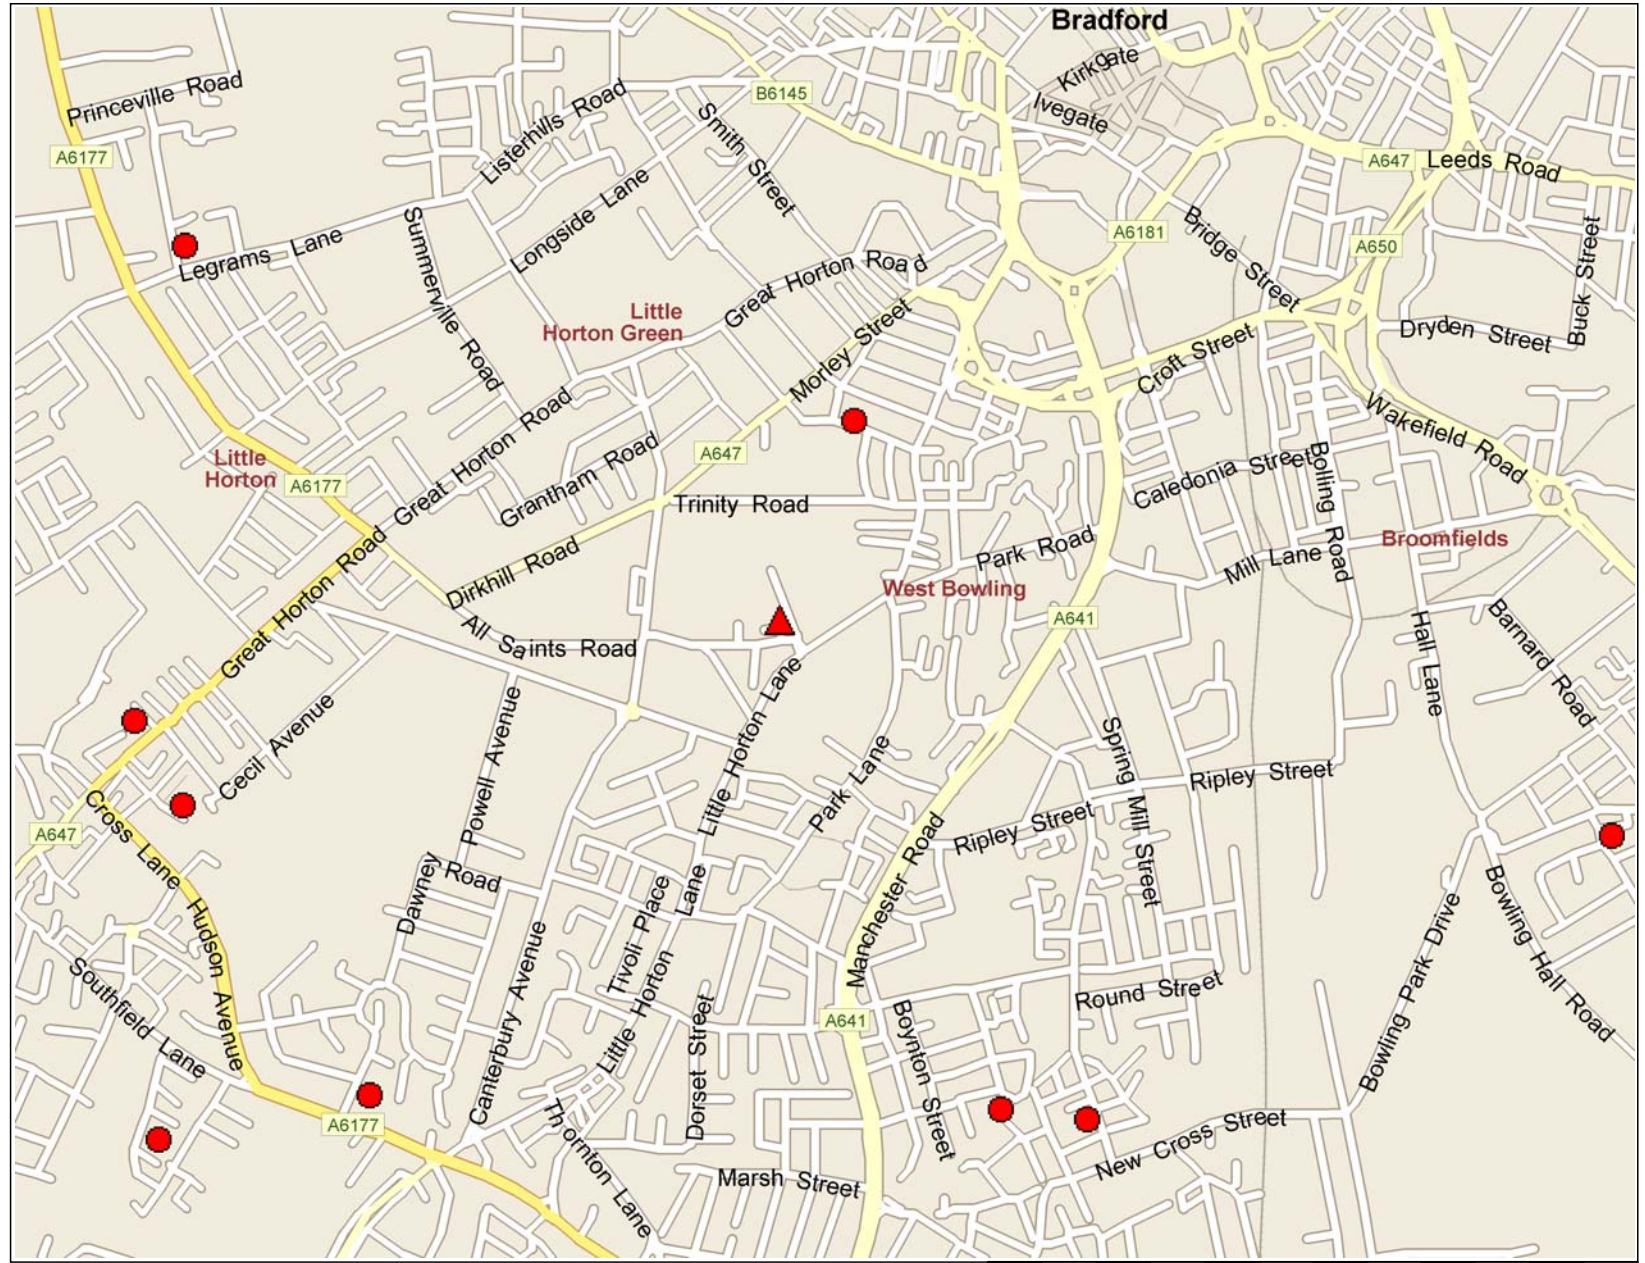 Bradford
Kirkgate
Ivegate
Princeville Road
B6145
A6177
Listerhills Road
Smith Street
A647
Leeds Road
Longside Lane
Summerville Road
Legrams Lane
A6181
Bridge Street
A650
Buck Street
Great Horton Road
Little
Horton Green
Morley Street
Croft Street
Dryden Street
Wakefield Road
Great Horton Road
Little
Horton
A6177
Grantham Road
A647
Trinity Road
Caledonia Street
Bolling Road
Broomfields
Park Road
Mill Lane
West Bowling
Dirkhill Road
Great Horton Road
All Saints Road
A641
Hall Lane
Barnard Road
Cecil Avenue
Powell Avenue
Little Horton Lane
Park Lane
Spring Mill Street
Ripley Street
Ripley Street
A647
Cross Lane
Dawney Road
Tivoli Place
Little Horton Lane
Manchester Road
Hudson Avenue
Southfield Lane
Canterbury Avenue
Dorset Street
A641
Boynton Street
Round Street
Bowling Park Drive
Bowling Hall Road
A6177
Thornton Lane
Marsh Street
New Cross Street